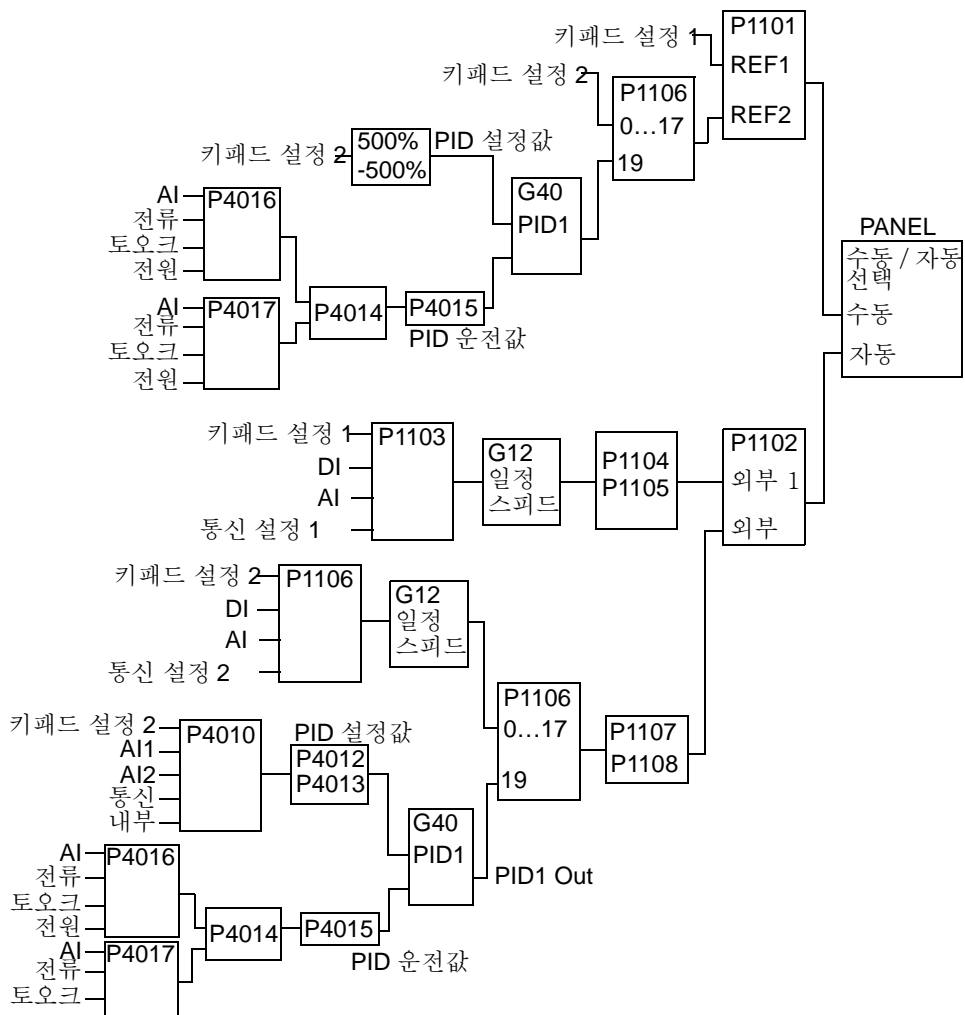 키패드 설정 1
P1101
REF1
REF2
키패드 설정 2
P1106
0...17
19
키패드 설정 2
500%
-500%
PID 설정값
G40
PID1
AI
전류
토오크
전원
P4016
AI
전류
토오크
전원
P4017
P4014
P4015
PID 운전값
PANEL
수동 / 자동
선택
수동
자동
키패드 설정 1
DI
AI
통신 설정 1
P1103
G12
일정
스피드
P1104
P1105
P1102
외부 1
외부
키패드 설정 2
DI
AI
통신 설정 2
P1106
G12
일정
스피드
P1106
0...17
19
P1107
P1108
키패드 설정 2
AI1
AI2
통신
내부
P4010
PID 설정값
P4012
P4013
G40
PID1
PID1 Out
AI
전류
토오크
전원
P4016
AI
전류
토오크
P4017
P4014
P4015
PID 운전값